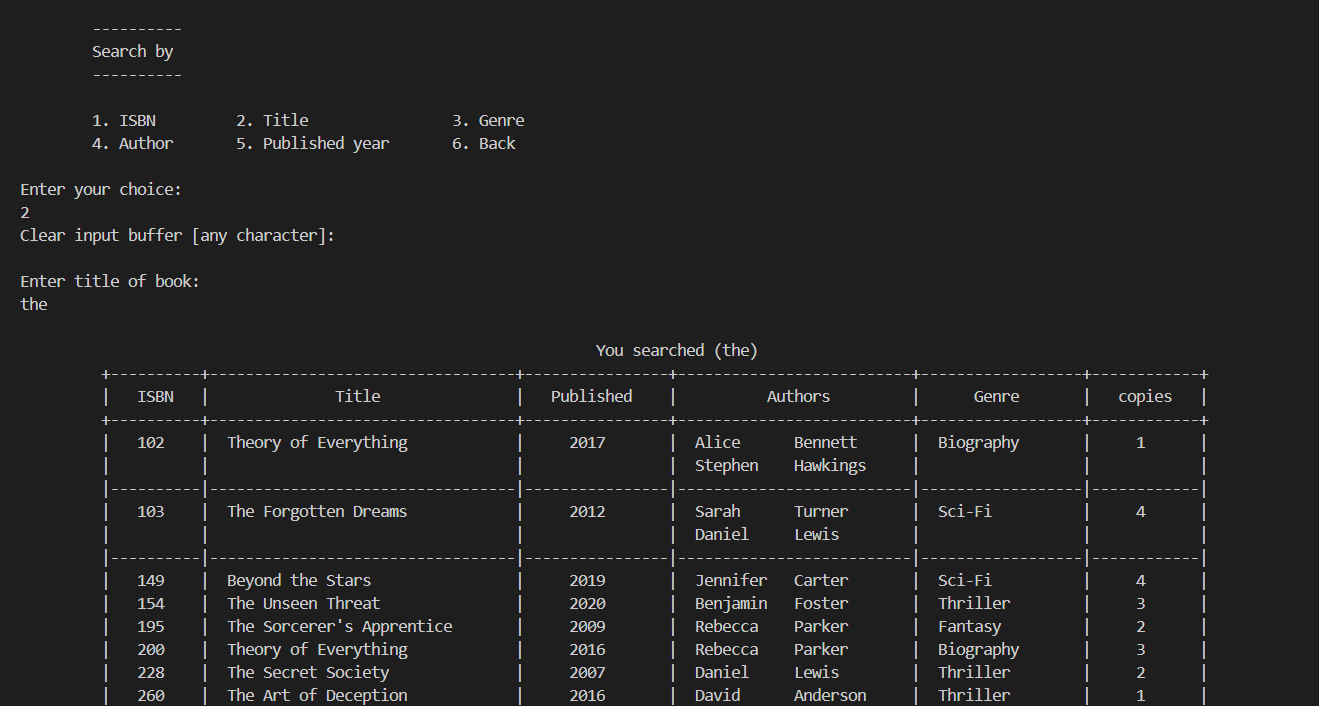 ----------
Search by
----------
1. ISBN         2. Title                3. Genre
4. Author       5. Published year       6. Back
Enter your choice:
2
Clear input buffer [any character]:
Enter title of book:
the
You searched (the)
+----------+----------------------------------+----------------+--------------------------+------------------+------------+
|   ISBN   |              Title               |   Published    |          Authors         |      Genre       |   copies   |
+----------+----------------------------------+----------------+--------------------------+------------------+------------+
|   102    |  Theory of Everything            |     2017       |  Alice      Bennett      |  Biography       |     1      |
|          |                                  |                |  Stephen    Hawkings     |                  |            |
|----------|----------------------------------|----------------|--------------------------|------------------|------------|
|   103    |  The Forgotten Dreams            |     2012       |  Sarah      Turner       |  Sci-Fi          |     4      |
|          |                                  |                |  Daniel     Lewis        |                  |            |
|----------|----------------------------------|----------------|--------------------------|------------------|------------|
|   149    |  Beyond the Stars                |     2019       |  Jennifer   Carter       |  Sci-Fi          |     4      |
|   154    |  The Unseen Threat               |     2020       |  Benjamin   Foster       |  Thriller        |     3      |
|   195    |  The Sorcerer's Apprentice       |     2009       |  Rebecca    Parker       |  Fantasy         |     2      |
|   200    |  Theory of Everything            |     2016       |  Rebecca    Parker       |  Biography       |     3      |
|   228    |  The Secret Society              |     2007       |  Daniel     Lewis        |  Thriller        |     2      |
|   260    |  The Art of Deception            |     2016       |  David      Anderson     |  Thriller        |     1      |